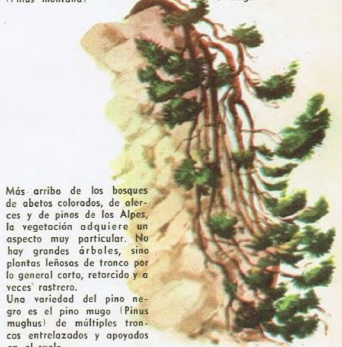 (Pinus montana)
Más arriba de los bosques
de abetos colorados, de aler-
ces y de pinos de los Alpes,
la vegetación adquiere un
aspecto muy particular. No
hay grandes árboles, sino
plantas leñosas de tronco por
lo general corto, retorcido y a
veces rastrero.
Una variedad del pino ne-
gro es el pino mugo (Pinus
mughus) de múltiples tron-
cos entrelazados y apoyados
en el suelo